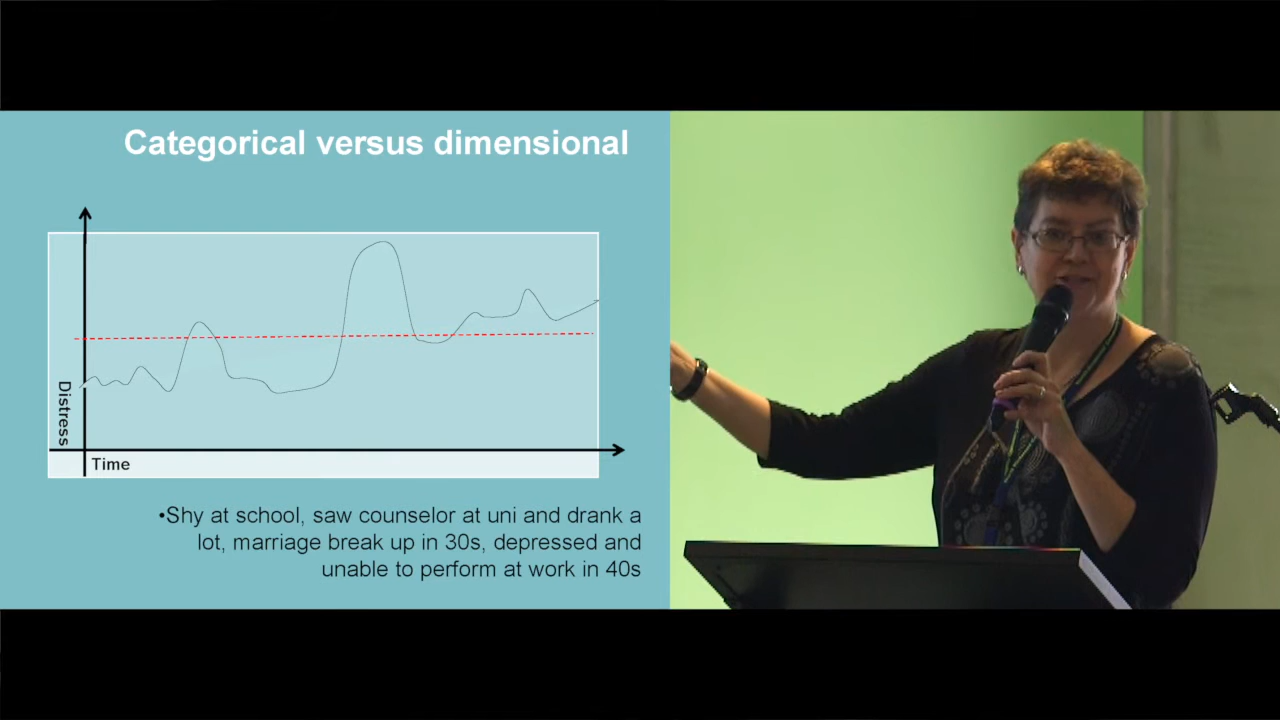 Categorical versus dimensional
Distress
Time
•Shy at school, saw counselor at uni and drank a
lot, marriage break up in 30s, depressed and
unable to perform at work in 40s